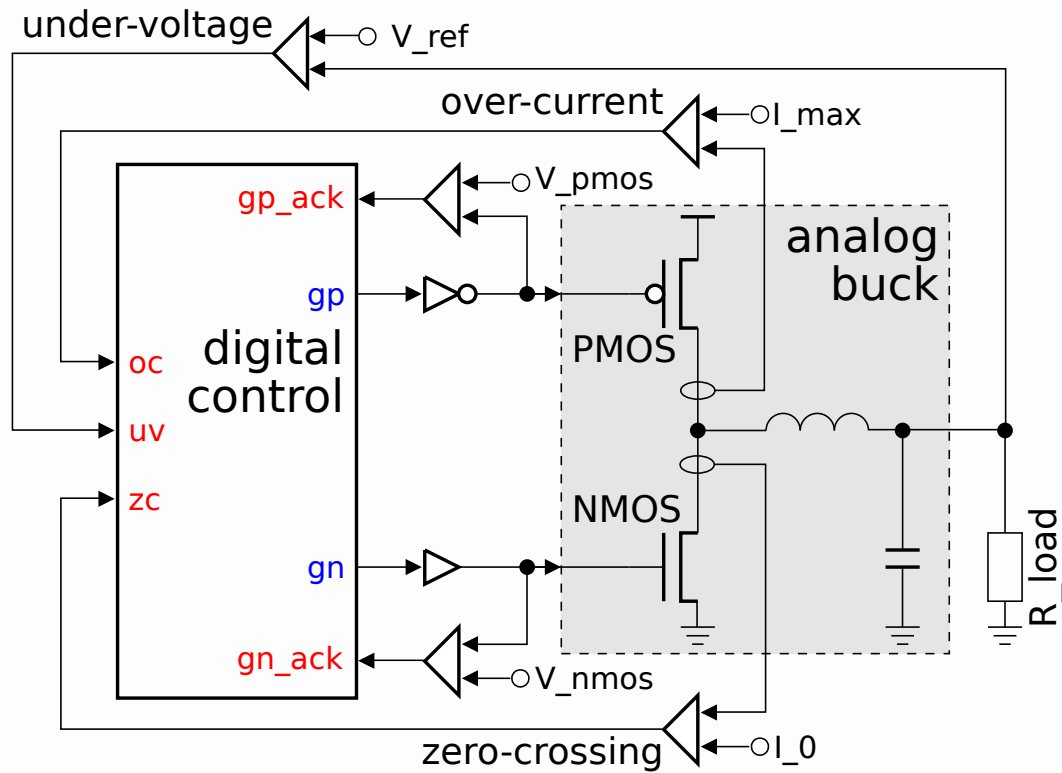 under-voltage
V_ref
over-current
I_max
gp_ack
V_pmos
analog
buck
gp
PMOS
digital
control
oc
uv
zc
NMOS
gn
R_load
gn_ack
V_nmos
zero-crossing
I_0